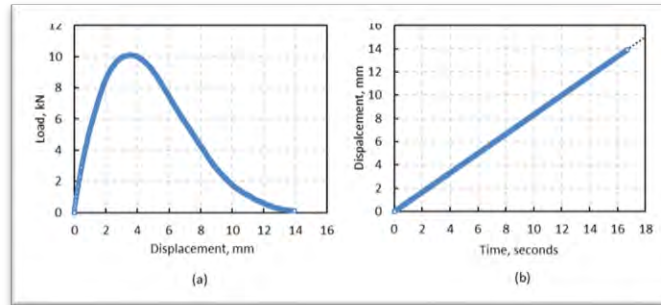 12
10
8
6
4
2
0
Load, kN
0 2 4 6 8 10 12 14 16
Displacement, mm
(a)
16
14
12
10
8
6
4
2
0
Dispalcement, mm
0 2 4 6 8 10 12 14 16 18
Time, seconds
(b)